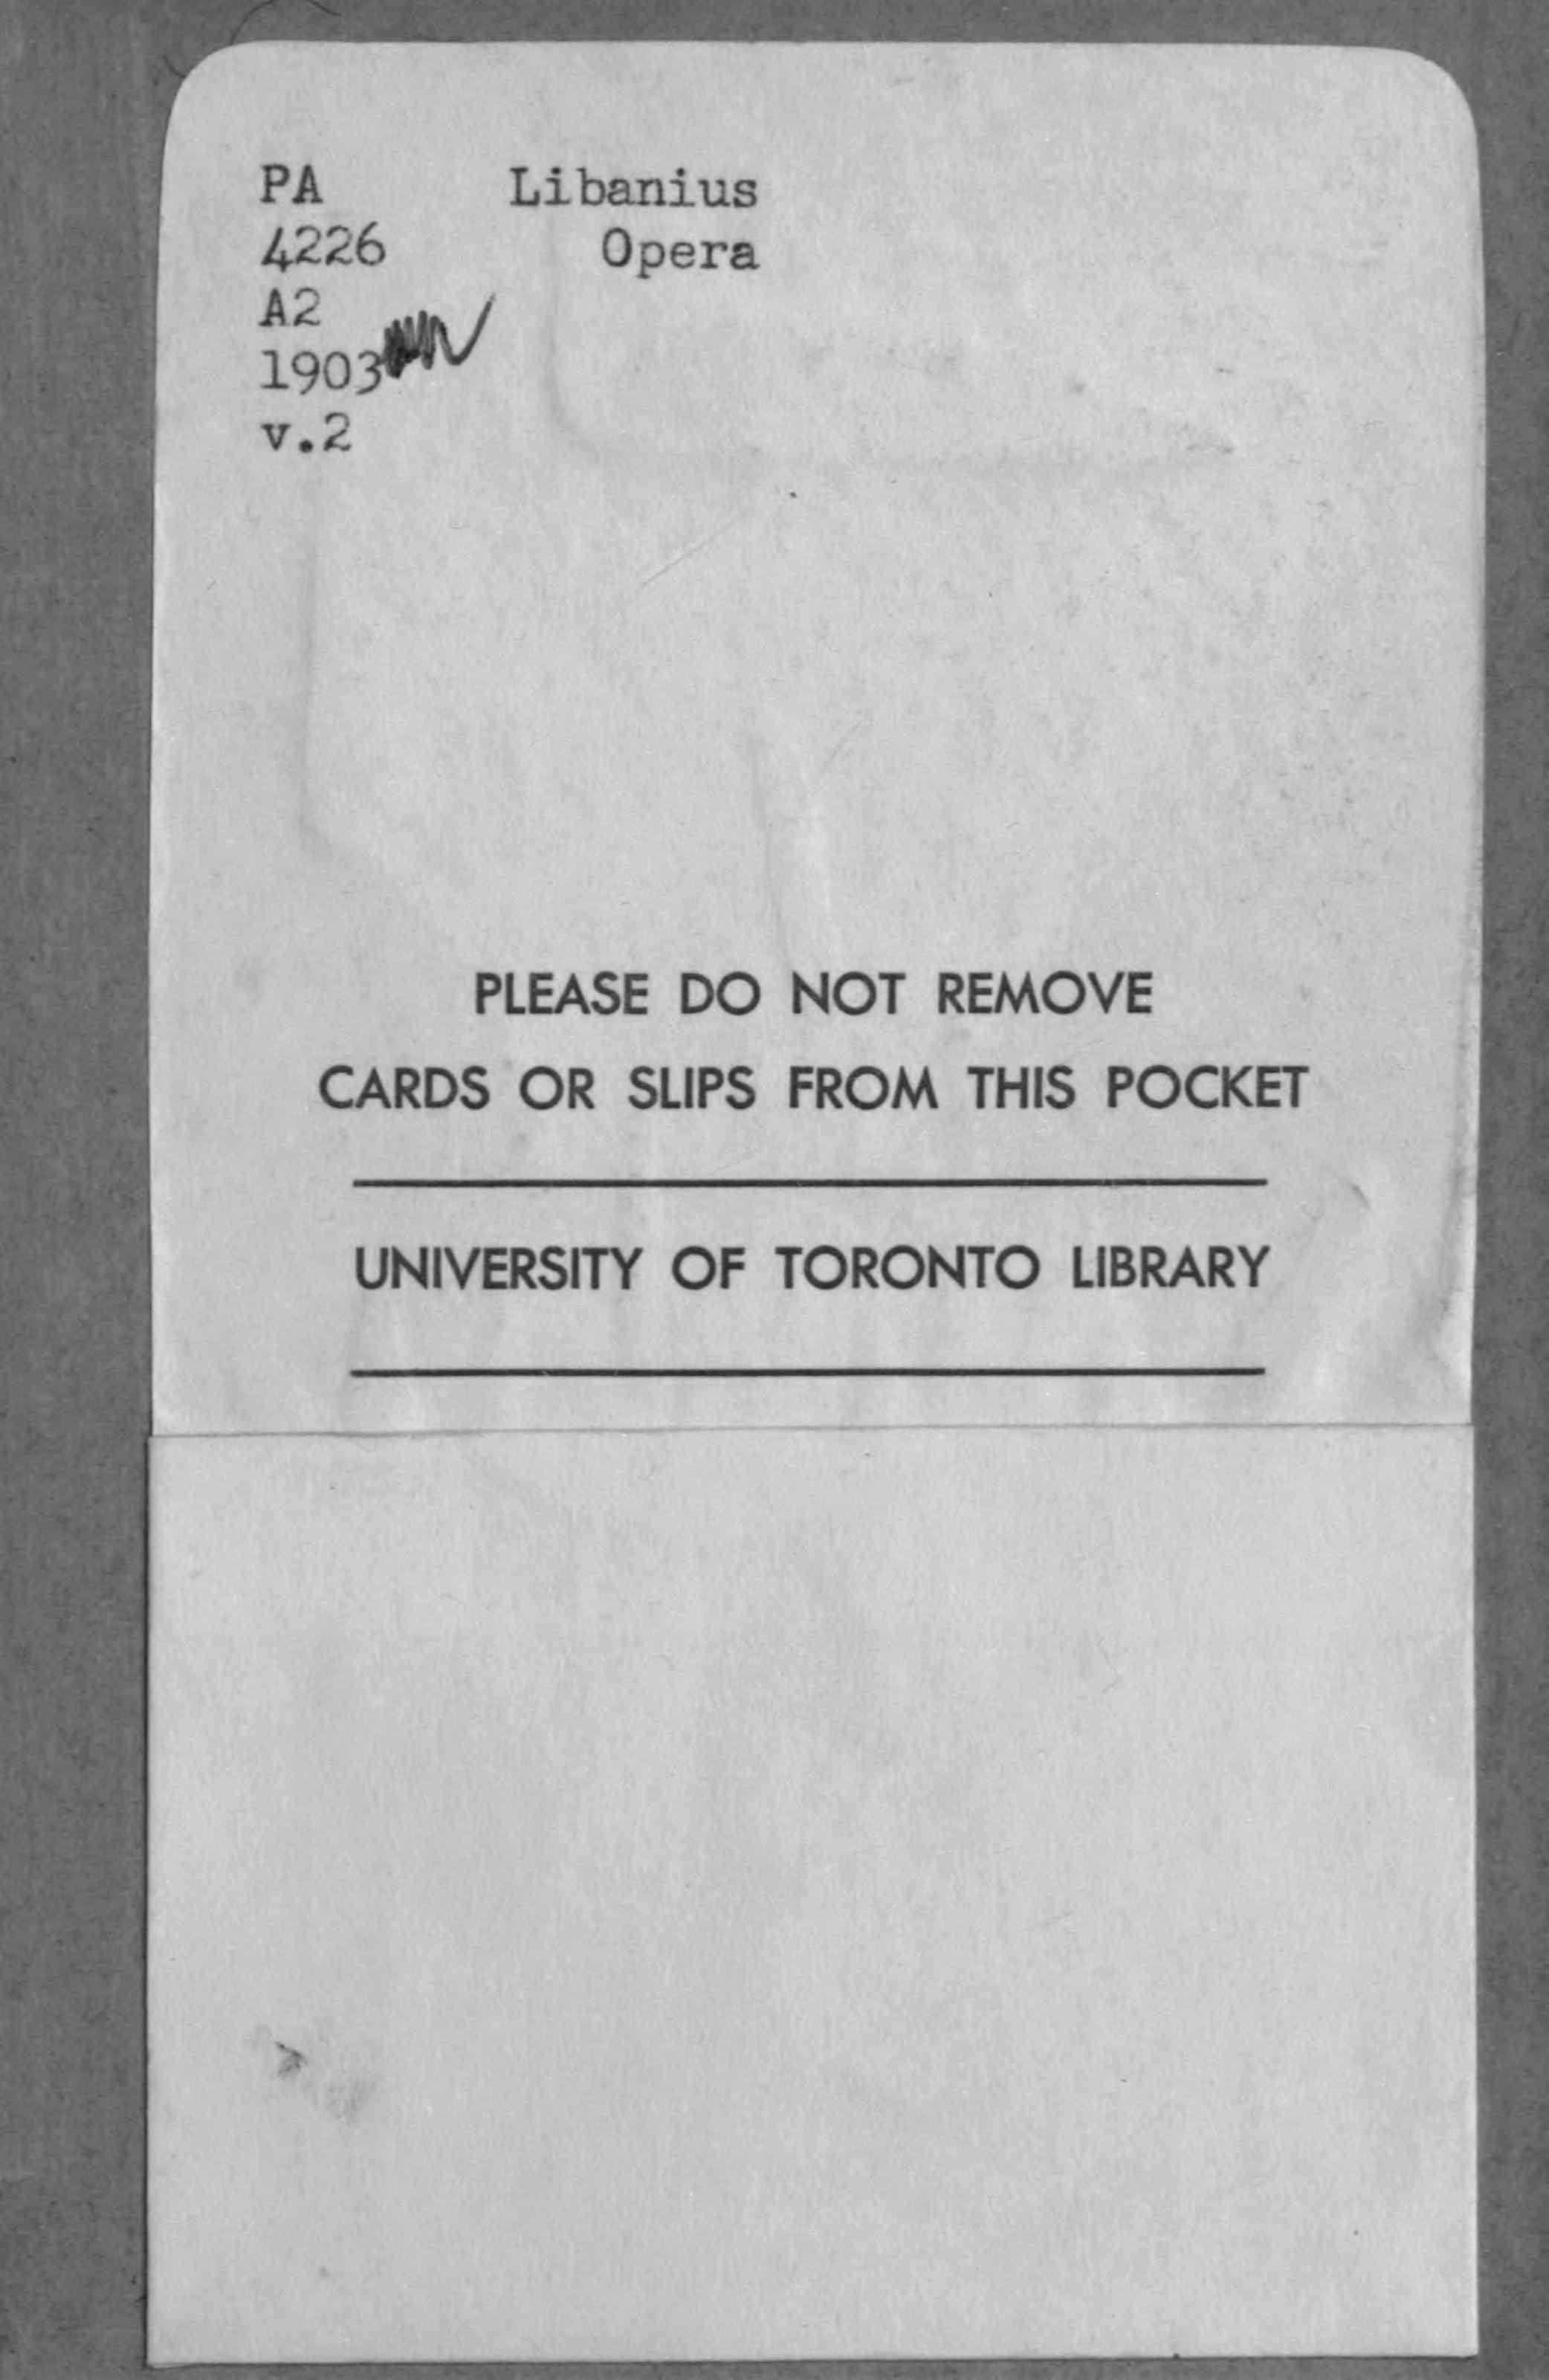 PA Libanius
4226 Opera
A2
1903
v.2
PLEASE DO NOT REMOVE
CARDS OR SLIPS FROM THIS POCKET
UNIVERSITY OF TORONTO LIBRARY